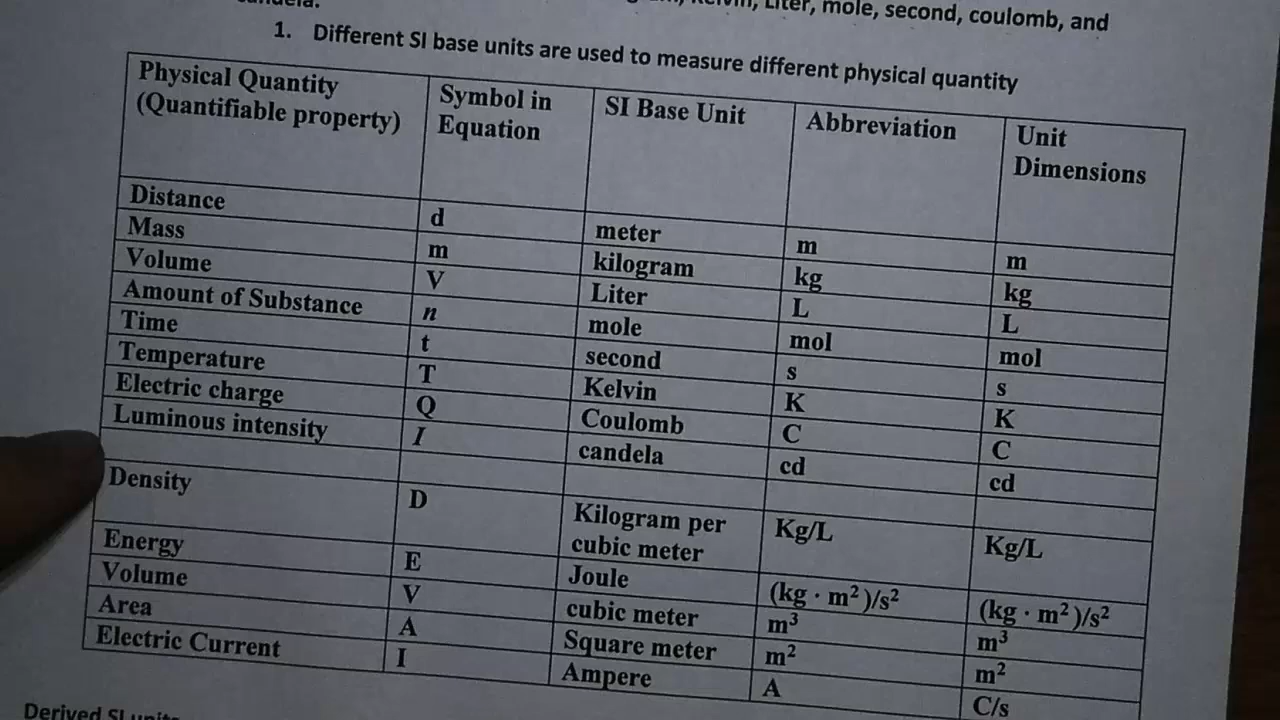 Liter, mole, second, coulomb, and
1. Different SI base units are used to measure different physical quantity
Physical Quantity (Quantifiable property) Symbol in Equation SI Base Unit Abbreviation Unit Dimensions
Distance d meter m m
Mass m kilogram kg kg
Volume V Liter L L
Amount of Substance n mole mol mol
Time t second s s
Temperature T Kelvin K K
Electric charge Q Coulomb C C
Luminous intensity I candela cd cd
Density D Kilogram per cubic meter Kg/L Kg/L
Energy E Joule (kg · m²)/s² (kg · m²)/s²
Volume V cubic meter m³ m³
Area A Square meter m² m²
Electric Current I Ampere A C/s
Derived SI units